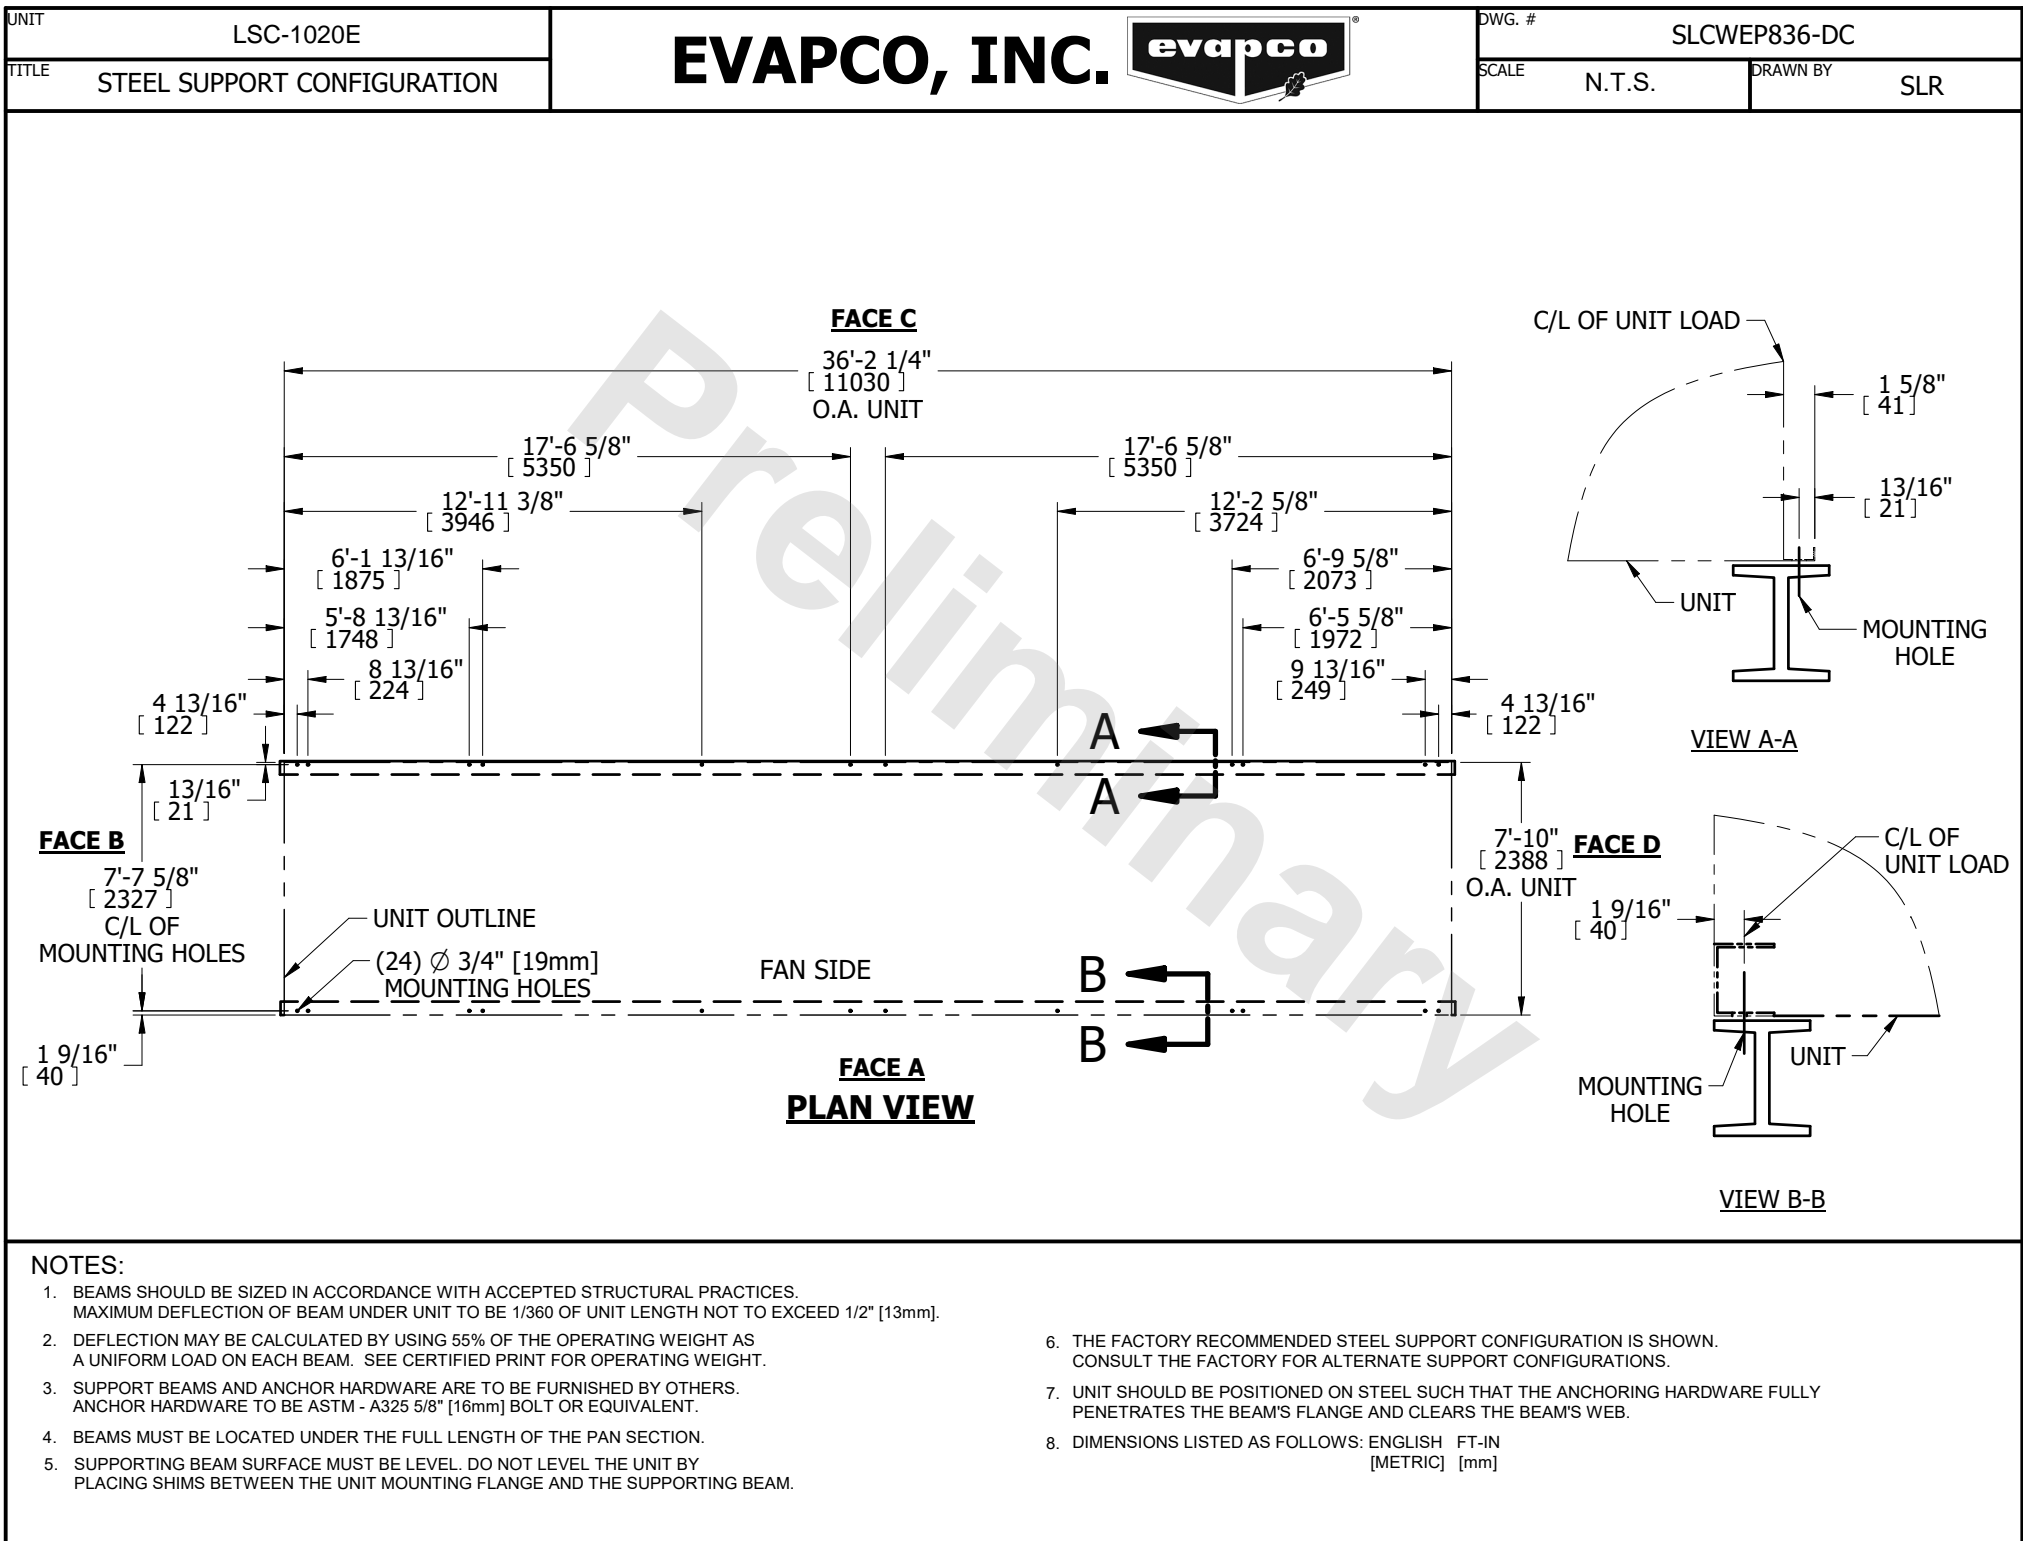 UNIT
LSC-1020E
TITLE
STEEL SUPPORT CONFIGURATION
EVAPCO, INC.
evapco
®
DWG. #
SLCWEP836-DC
SCALE
N.T.S.
DRAWN BY
SLR
Preliminary
FACE C
36'-2 1/4"
[ 11030 ]
O.A. UNIT
17'-6 5/8"
[ 5350 ]
17'-6 5/8"
[ 5350 ]
12'-11 3/8"
[ 3946 ]
12'-2 5/8"
[ 3724 ]
6'-1 13/16"
[ 1875 ]
6'-9 5/8"
[ 2073 ]
5'-8 13/16"
[ 1748 ]
6'-5 5/8"
[ 1972 ]
8 13/16"
[ 224 ]
9 13/16"
[ 249 ]
4 13/16"
[ 122 ]
4 13/16"
[ 122 ]
A
A
13/16"
[ 21 ]
FACE B
7'-7 5/8"
[ 2327 ]
C/L OF
MOUNTING HOLES
7'-10"
[ 2388 ]
O.A. UNIT
FACE D
UNIT OUTLINE
(24) Ø 3/4" [19mm]
MOUNTING HOLES
FAN SIDE
B
B
1 9/16"
[ 40 ]
FACE A
PLAN VIEW
C/L OF UNIT LOAD
1 5/8"
[ 41 ]
13/16"
[ 21 ]
UNIT
MOUNTING
HOLE
VIEW A-A
C/L OF
UNIT LOAD
1 9/16"
[ 40 ]
UNIT
MOUNTING
HOLE
VIEW B-B
NOTES:
1. BEAMS SHOULD BE SIZED IN ACCORDANCE WITH ACCEPTED STRUCTURAL PRACTICES.
MAXIMUM DEFLECTION OF BEAM UNDER UNIT TO BE 1/360 OF UNIT LENGTH NOT TO EXCEED 1/2" [13mm].
2. DEFLECTION MAY BE CALCULATED BY USING 55% OF THE OPERATING WEIGHT AS
A UNIFORM LOAD ON EACH BEAM. SEE CERTIFIED PRINT FOR OPERATING WEIGHT.
3. SUPPORT BEAMS AND ANCHOR HARDWARE ARE TO BE FURNISHED BY OTHERS.
ANCHOR HARDWARE TO BE ASTM - A325 5/8" [16mm] BOLT OR EQUIVALENT.
4. BEAMS MUST BE LOCATED UNDER THE FULL LENGTH OF THE PAN SECTION.
5. SUPPORTING BEAM SURFACE MUST BE LEVEL. DO NOT LEVEL THE UNIT BY
PLACING SHIMS BETWEEN THE UNIT MOUNTING FLANGE AND THE SUPPORTING BEAM.
6. THE FACTORY RECOMMENDED STEEL SUPPORT CONFIGURATION IS SHOWN.
CONSULT THE FACTORY FOR ALTERNATE SUPPORT CONFIGURATIONS.
7. UNIT SHOULD BE POSITIONED ON STEEL SUCH THAT THE ANCHORING HARDWARE FULLY
PENETRATES THE BEAM'S FLANGE AND CLEARS THE BEAM'S WEB.
8. DIMENSIONS LISTED AS FOLLOWS: ENGLISH FT-IN
[METRIC] [mm]